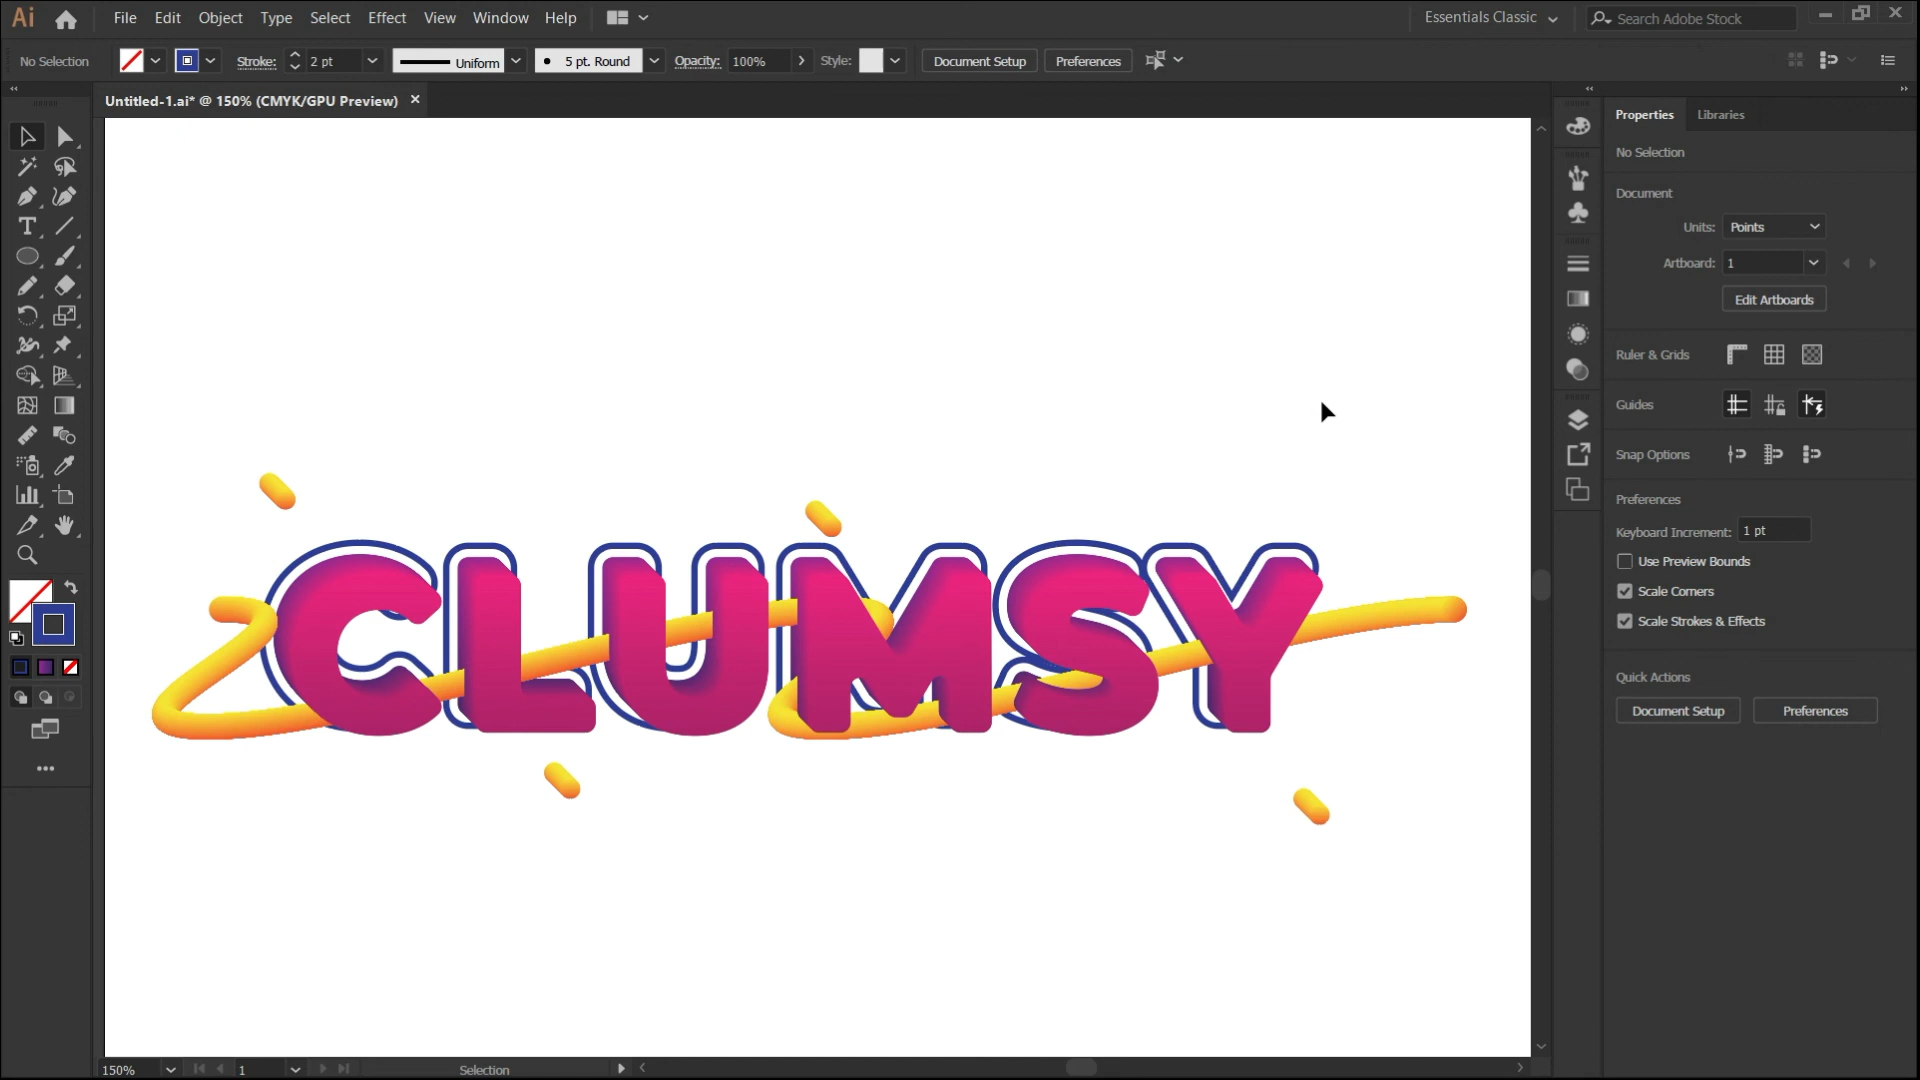 Ai File Edit Object Type Select Effect View Window Help Essentials Classic Search Adobe Stock
No Selection Stroke: 2 pt Uniform 5 pt. Round Opacity: 100% Style: Document Setup Preferences
Untitled-1.ai* @ 150% (CMYK/GPU Preview)
CLUMSY
Properties Libraries
No Selection
Document
Units: Points
Artboard: 1
Edit Artboards
Ruler & Grids
Guides
Snap Options
Preferences
Keyboard Increment: 1 pt
Use Preview Bounds
Scale Corners
Scale Strokes & Effects
Quick Actions
Document Setup Preferences
150% 1 Selection